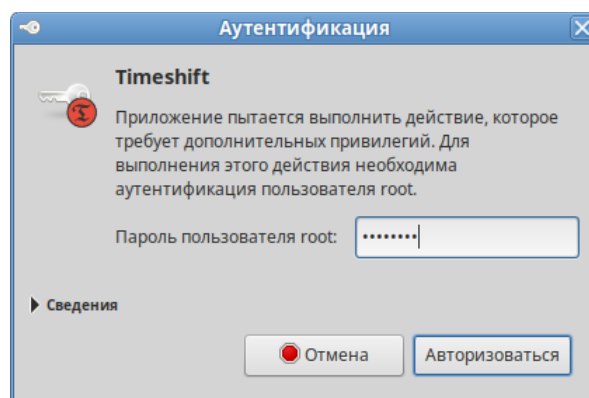 Аутентификация
Timeshift
Приложение пытается выполнить действие, которое
требует дополнительных привилегий. Для
выполнения этого действия необходима
аутентификация пользователя root.
Пароль пользователя root: ••••••••
Сведения
Отмена Авторизоваться